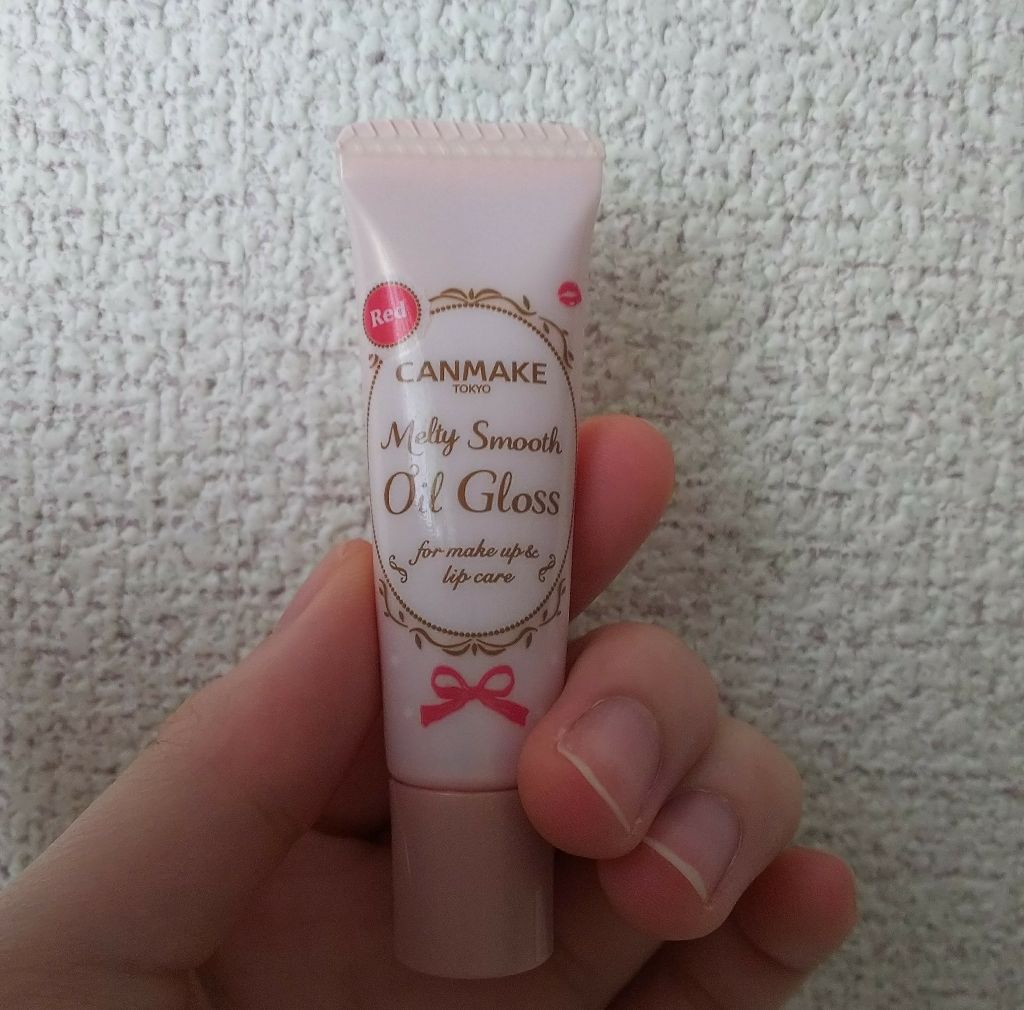 Red
CANMAKE
TOKYO
Melty Smooth
Oil Gloss
for make up &
lip care